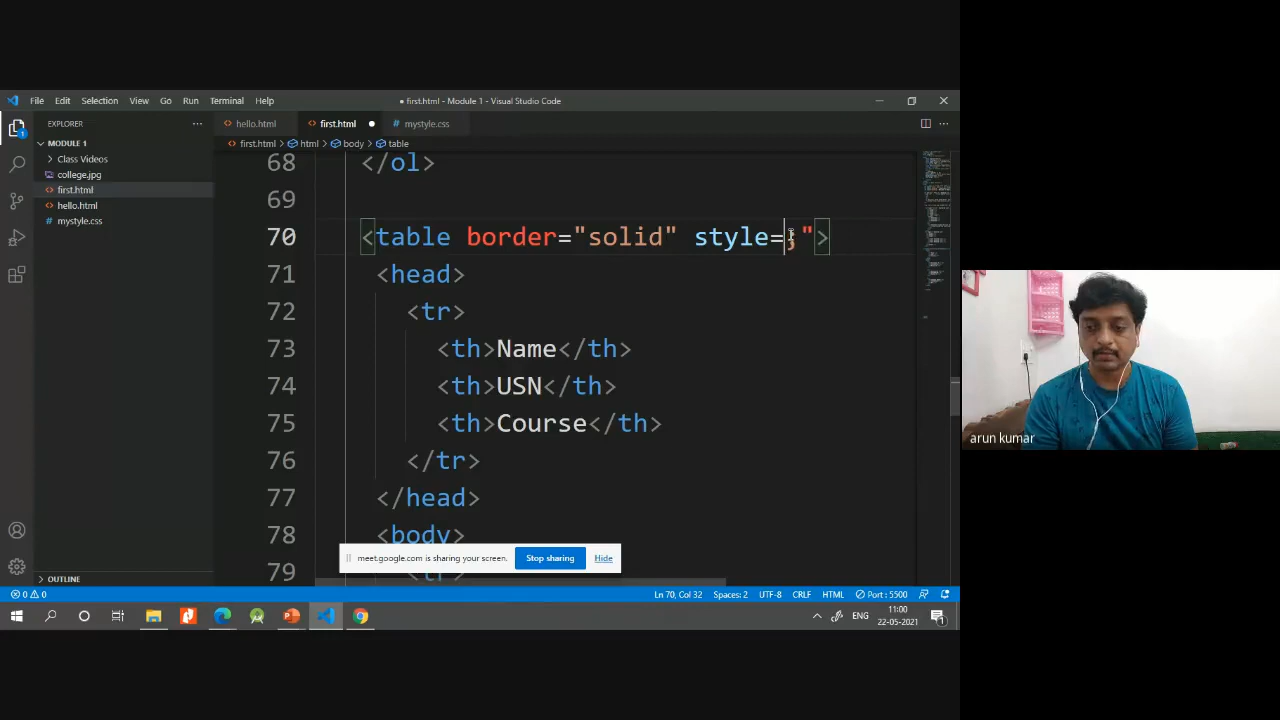 File Edit Selection View Go Run Terminal Help
● first.html - Module 1 - Visual Studio Code
EXPLORER
hello.html
first.html
# mystyle.css
MODULE 1
first.html > html > body > table
Class Videos
college.jpg
first.html
hello.html
# mystyle.css
68 </ol>
69
70 <table border="solid" style=;">
71 <head>
72 <tr>
73 <th>Name</th>
74 <th>USN</th>
75 <th>Course</th>
76 </tr>
77 </head>
78 <body>
79 <tr>
meet.google.com is sharing your screen. Stop sharing Hide
OUTLINE
0 0
Ln 70, Col 32 Spaces: 2 UTF-8 CRLF HTML Port : 5500
ENG
11:00
22-05-2021
1
arun kumar